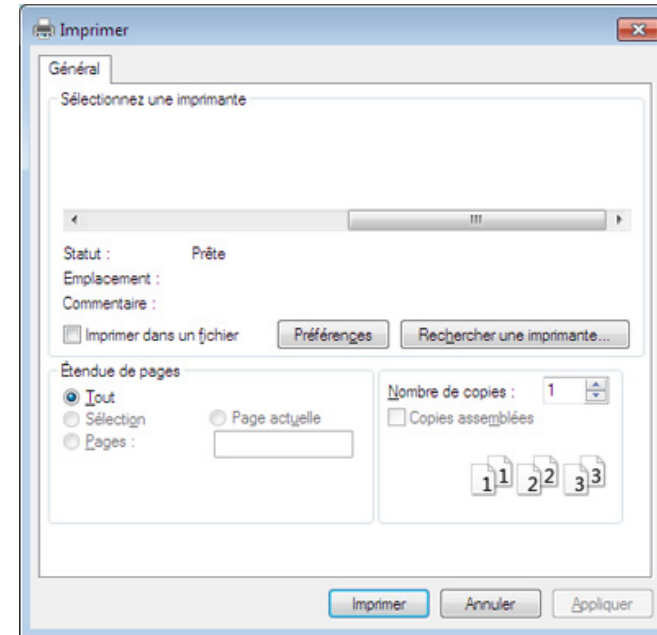 Imprimer
Général
Sélectionnez une imprimante
Statut : Prête
Emplacement :
Commentaire :
Imprimer dans un fichier Préférences Rechercher une imprimante...
Étendue de pages
Tout
Sélection Page actuelle
Pages :
Nombre de copies : 1
Copies assemblées
1 1 2 2 3 3
Imprimer Annuler Appliquer